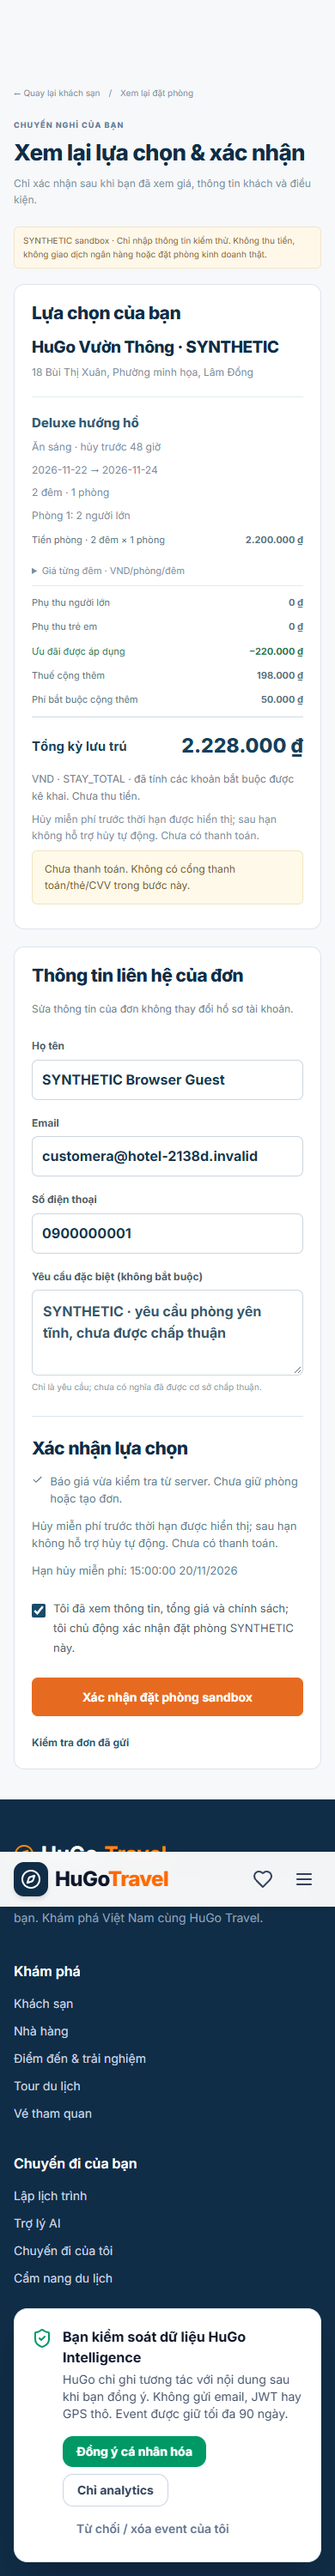 ← Quay lại khách sạn / Xem lại đặt phòng
CHUYẾN NGHỈ CỦA BẠN
Xem lại lựa chọn & xác nhận
Chỉ xác nhận sau khi bạn đã xem giá, thông tin khách và điều
kiện.
SYNTHETIC sandbox · Chỉ nhập thông tin kiểm thử. Không thu tiền,
không giao dịch ngân hàng hoặc đặt phòng kinh doanh thật.
Lựa chọn của bạn
HuGo Vườn Thông · SYNTHETIC
18 Bùi Thị Xuân, Phường minh họa, Lâm Đồng
Deluxe hướng hồ
Ăn sáng · hủy trước 48 giờ
2026-11-22 → 2026-11-24
2 đêm · 1 phòng
Phòng 1: 2 người lớn
Tiền phòng · 2 đêm × 1 phòng 2.200.000 ₫
▸ Giá từng đêm · VND/phòng/đêm
Phụ thu người lớn 0 ₫
Phụ thu trẻ em 0 ₫
Ưu đãi được áp dụng −220.000 ₫
Thuế cộng thêm 198.000 ₫
Phí bắt buộc cộng thêm 50.000 ₫
Tổng kỳ lưu trú 2.228.000 ₫
VND · STAY_TOTAL · đã tính các khoản bắt buộc được
kê khai. Chưa thu tiền.
Hủy miễn phí trước thời hạn được hiển thị; sau hạn
không hỗ trợ hủy tự động. Chưa có thanh toán.
Chưa thanh toán. Không có cổng thanh
toán/thẻ/CVV trong bước này.
Thông tin liên hệ của đơn
Sửa thông tin của đơn không thay đổi hồ sơ tài khoản.
Họ tên
SYNTHETIC Browser Guest
Email
customera@hotel-2138d.invalid
Số điện thoại
0900000001
Yêu cầu đặc biệt (không bắt buộc)
SYNTHETIC · yêu cầu phòng yên
tĩnh, chưa được chấp thuận
Chỉ là yêu cầu; chưa có nghĩa đã được cơ sở chấp thuận.
Xác nhận lựa chọn
Báo giá vừa kiểm tra từ server. Chưa giữ phòng
hoặc tạo đơn.
Hủy miễn phí trước thời hạn được hiển thị; sau hạn
không hỗ trợ hủy tự động. Chưa có thanh toán.
Hạn hủy miễn phí: 15:00:00 20/11/2026
Tôi đã xem thông tin, tổng giá và chính sách;
tôi chủ động xác nhận đặt phòng SYNTHETIC
này.
Xác nhận đặt phòng sandbox
Kiểm tra đơn đã gửi
HuGoTravel
bạn. Khám phá Việt Nam cùng HuGo Travel.
Khám phá
Khách sạn
Nhà hàng
Điểm đến & trải nghiệm
Tour du lịch
Vé tham quan
Chuyến đi của bạn
Lập lịch trình
Trợ lý AI
Chuyến đi của tôi
Cẩm nang du lịch
Bạn kiểm soát dữ liệu HuGo
Intelligence
HuGo chỉ ghi tương tác với nội dung sau
khi bạn đồng ý. Không gửi email, JWT hay
GPS thô. Event được giữ tối đa 90 ngày.
Đồng ý cá nhân hóa
Chỉ analytics
Từ chối / xóa event của tôi